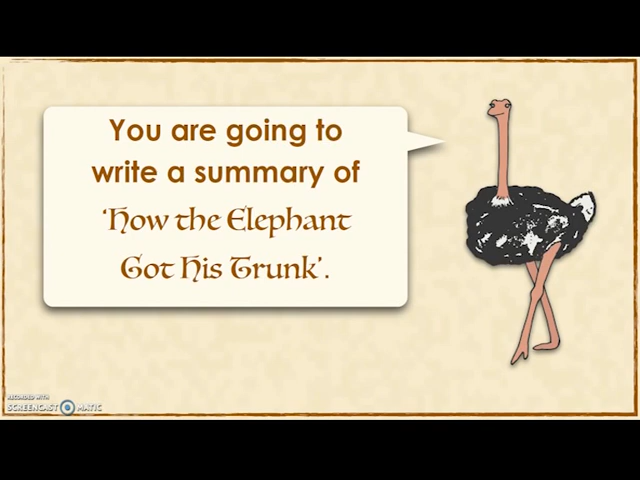 You are going to
write a summary of
‘How the Elephant
Got His Trunk’.
RECORDED WITH
SCREENCAST MATIC